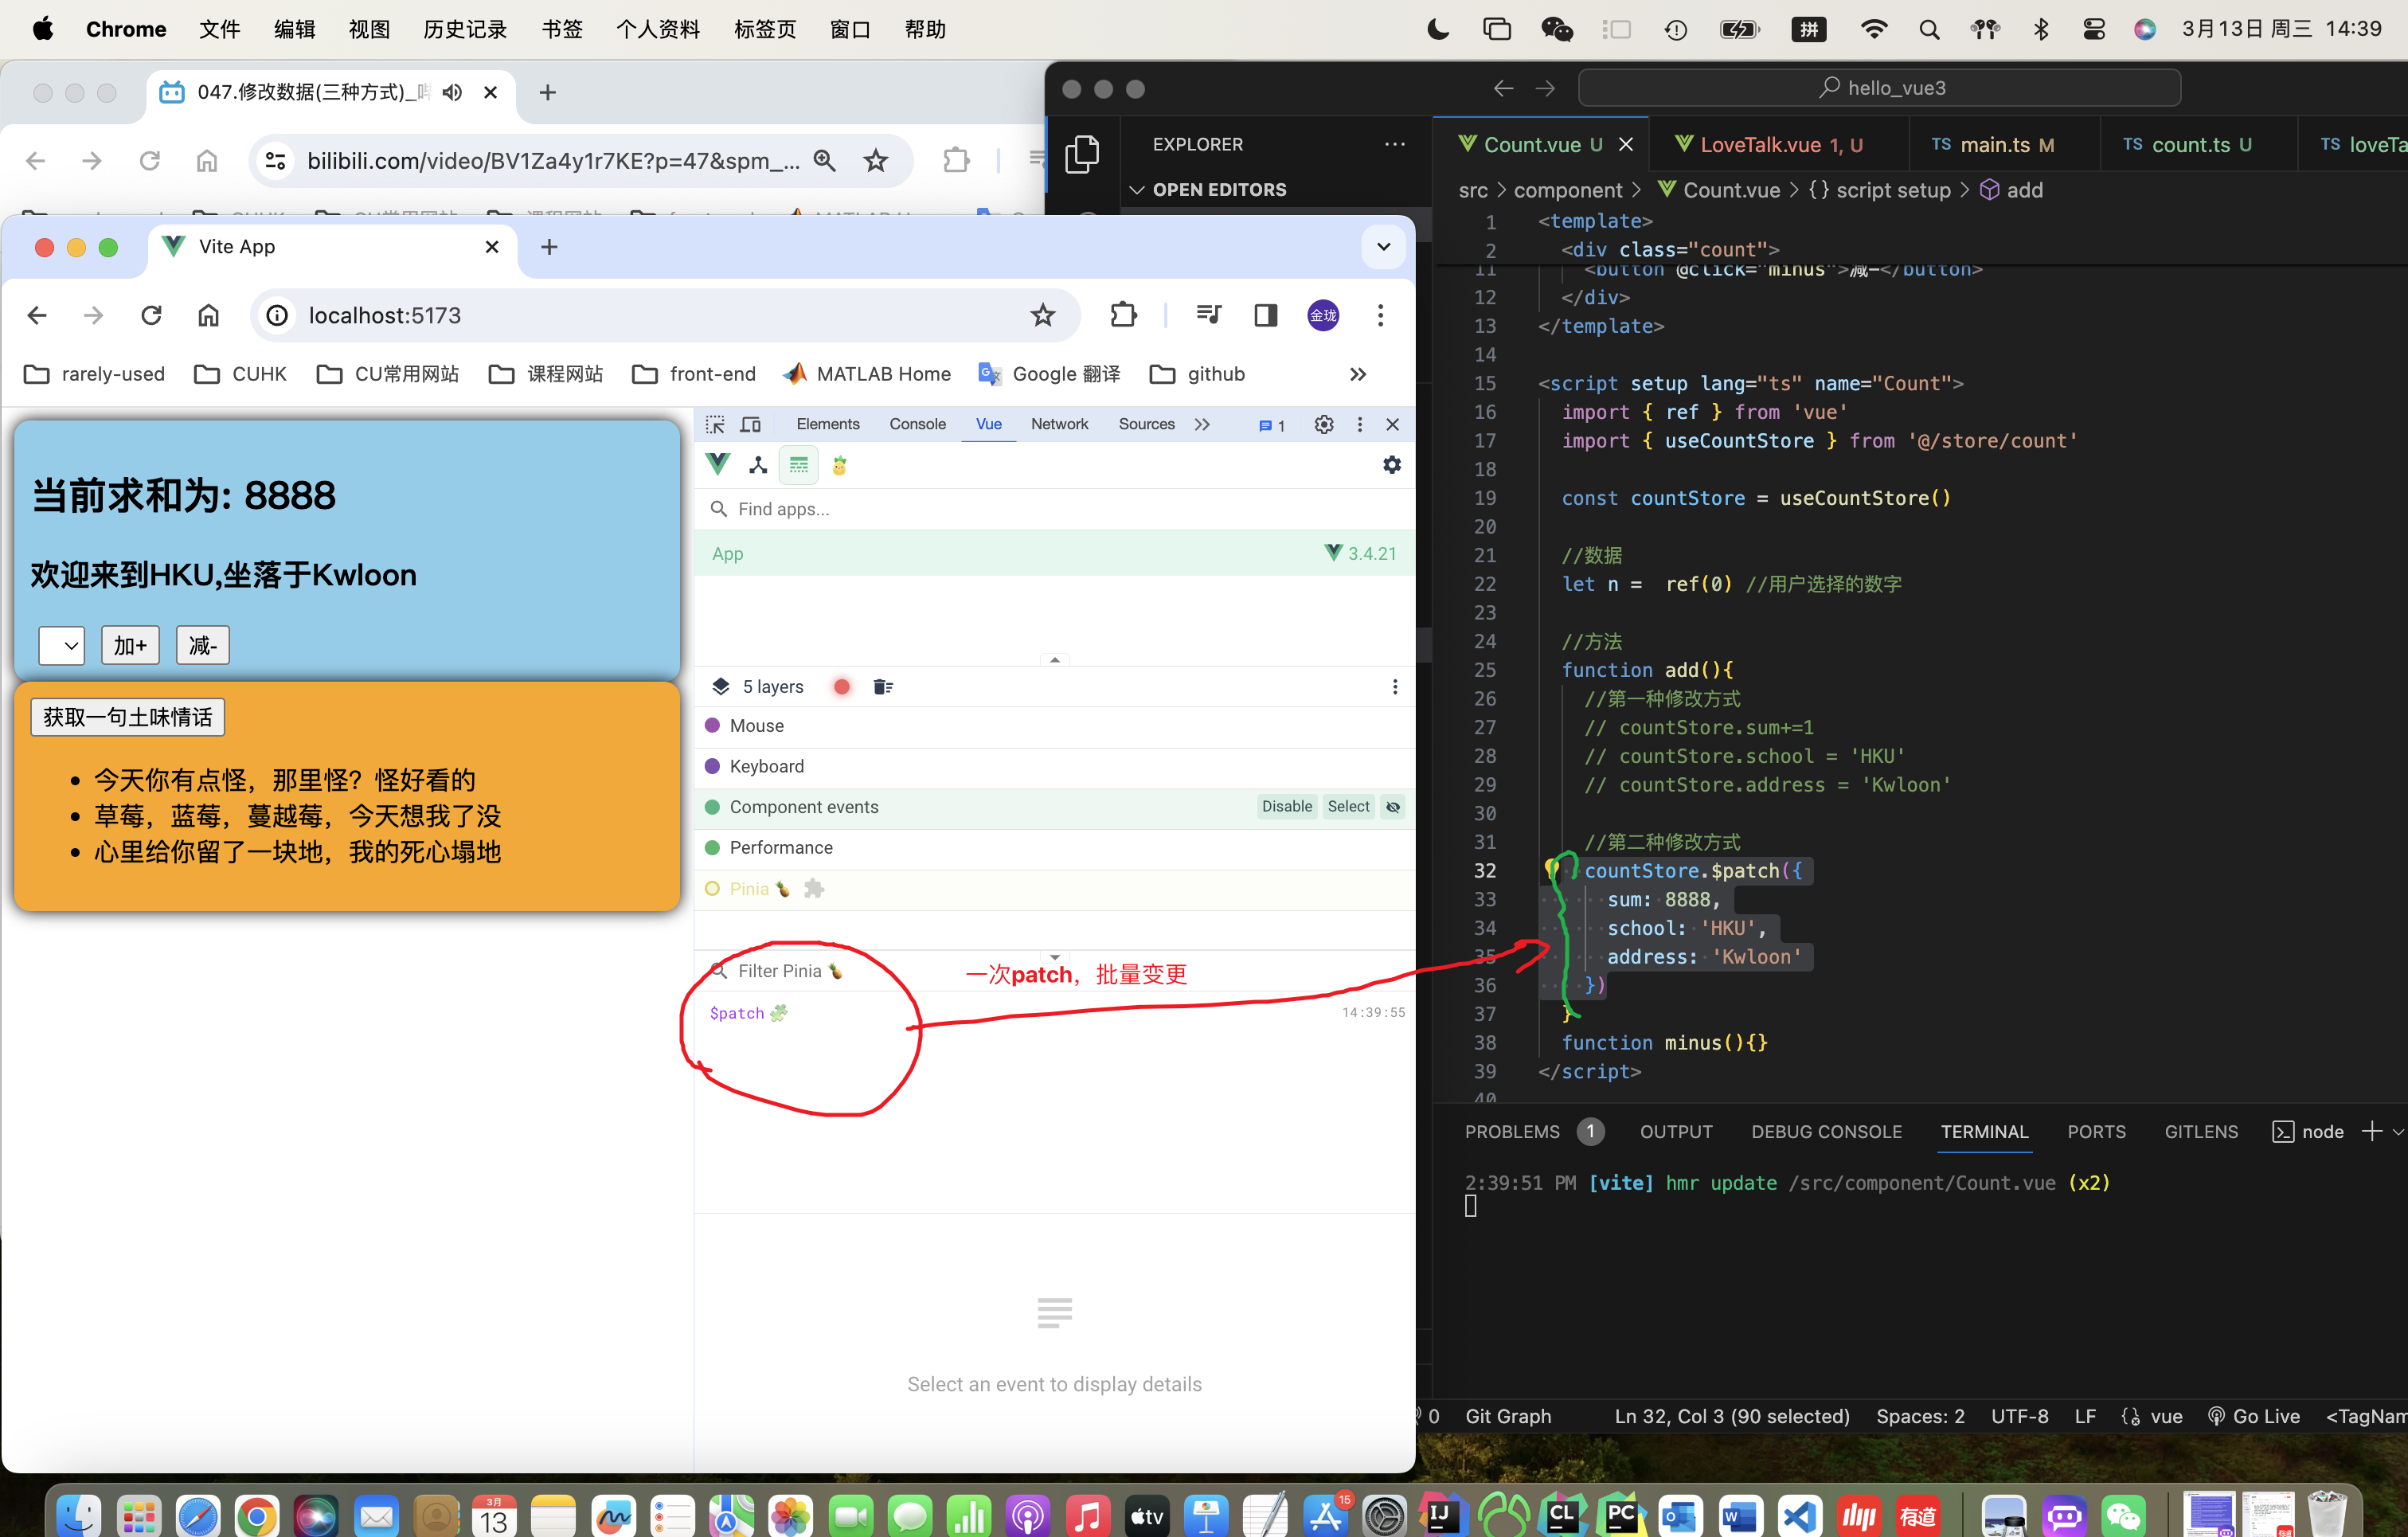 Chrome 文件 编辑 视图 历史记录 书签 个人资料 标签页 窗口 帮助 拼 3月13日 周三 14:39
047.修改数据(三种方式)_
bilibili.com/video/BV1Za4y1r7KE?p=47&spm_...
Vite App
localhost:5173 金珑
rarely-used CUHK CU常用网站 课程网站 front-end MATLAB Home Google 翻译 github
当前求和为: 8888
欢迎来到HKU,坐落于Kwloon
加+ 减-
获取一句土味情话
今天你有点怪，那里怪？怪好看的
草莓，蓝莓，蔓越莓，今天想我了没
心里给你留了一块地，我的死心塌地
Elements Console Vue Network Sources 1
Find apps...
App 3.4.21
5 layers
Mouse
Keyboard
Component events Disable Select
Performance
Pinia
Filter Pinia
一次patch，批量变更
$patch 14:39:55
Select an event to display details
hello_vue3
EXPLORER
OPEN EDITORS
Count.vue U LoveTalk.vue 1, U TS main.ts M TS count.ts U TS loveTa
src component Count.vue {} script setup add
1 <template>
2 <div class="count">
11 <button @click="minus">减-</button>
12 </div>
13 </template>
14
15 <script setup lang="ts" name="Count">
16 import { ref } from 'vue'
17 import { useCountStore } from '@/store/count'
18
19 const countStore = useCountStore()
20
21 //数据
22 let n =  ref(0) //用户选择的数字
23
24 //方法
25 function add(){
26 //第一种修改方式
27 // countStore.sum+=1
28 // countStore.school = 'HKU'
29 // countStore.address = 'Kwloon'
30
31 //第二种修改方式
32 countStore.$patch({
33 sum: 8888,
34 school: 'HKU',
35 address: 'Kwloon'
36 })
37 }
38 function minus(){}
39 </script>
40
PROBLEMS 1 OUTPUT DEBUG CONSOLE TERMINAL PORTS GITLENS node
2:39:51 PM [vite] hmr update /src/component/Count.vue (x2)
0 Git Graph Ln 32, Col 3 (90 selected) Spaces: 2 UTF-8 LF vue Go Live <TagNam
3月 13 tv 15 IJ CL PC O W 有道